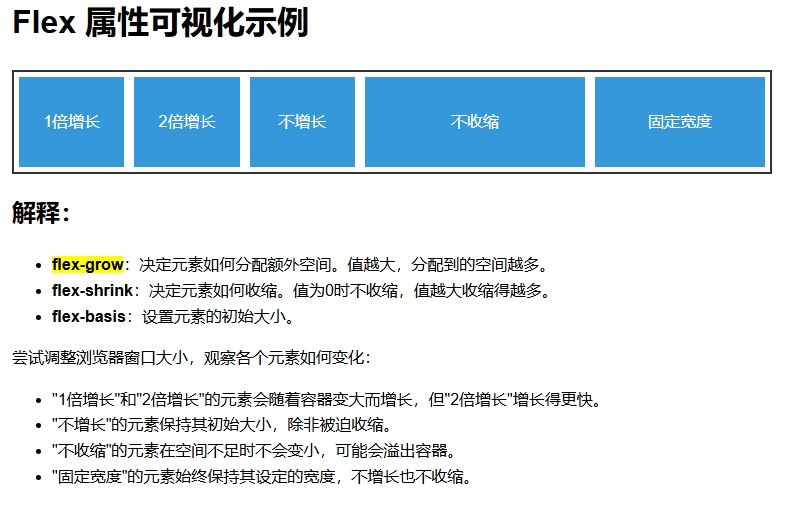 Flex 属性可视化示例
1倍增长
2倍增长
不增长
不收缩
固定宽度
解释：
flex-grow：决定元素如何分配额外空间。值越大，分配到的空间越多。
flex-shrink：决定元素如何收缩。值为0时不收缩，值越大收缩得越多。
flex-basis：设置元素的初始大小。
尝试调整浏览器窗口大小，观察各个元素如何变化：
"1倍增长"和"2倍增长"的元素会随着容器变大而增长，但"2倍增长"增长得更快。
"不增长"的元素保持其初始大小，除非被迫收缩。
"不收缩"的元素在空间不足时不会变小，可能会溢出容器。
"固定宽度"的元素始终保持其设定的宽度，不增长也不收缩。